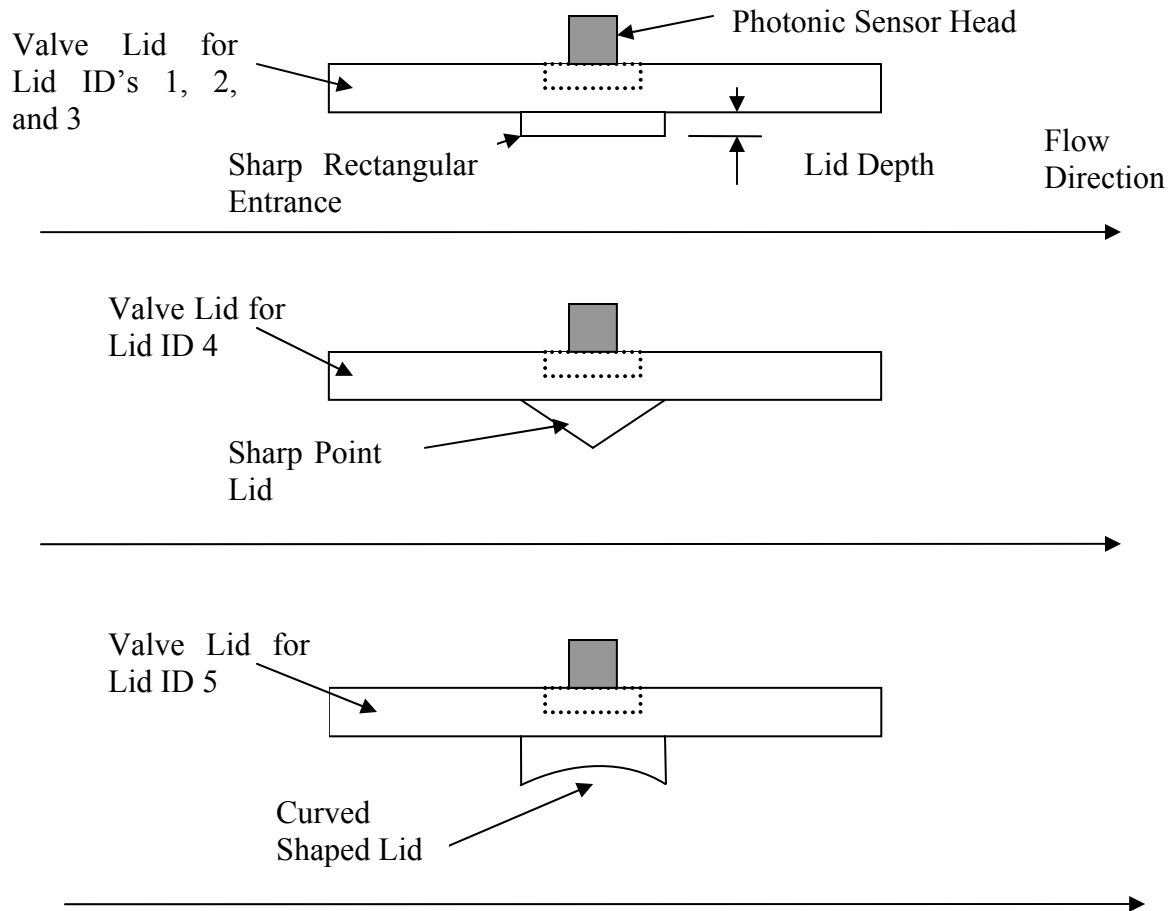 Photonic Sensor Head
Valve Lid for
Lid ID's 1, 2,
and 3
Sharp Rectangular
Entrance
Lid Depth
Flow
Direction
Valve Lid for
Lid ID 4
Sharp Point
Lid
Valve Lid for
Lid ID 5
Curved
Shaped Lid